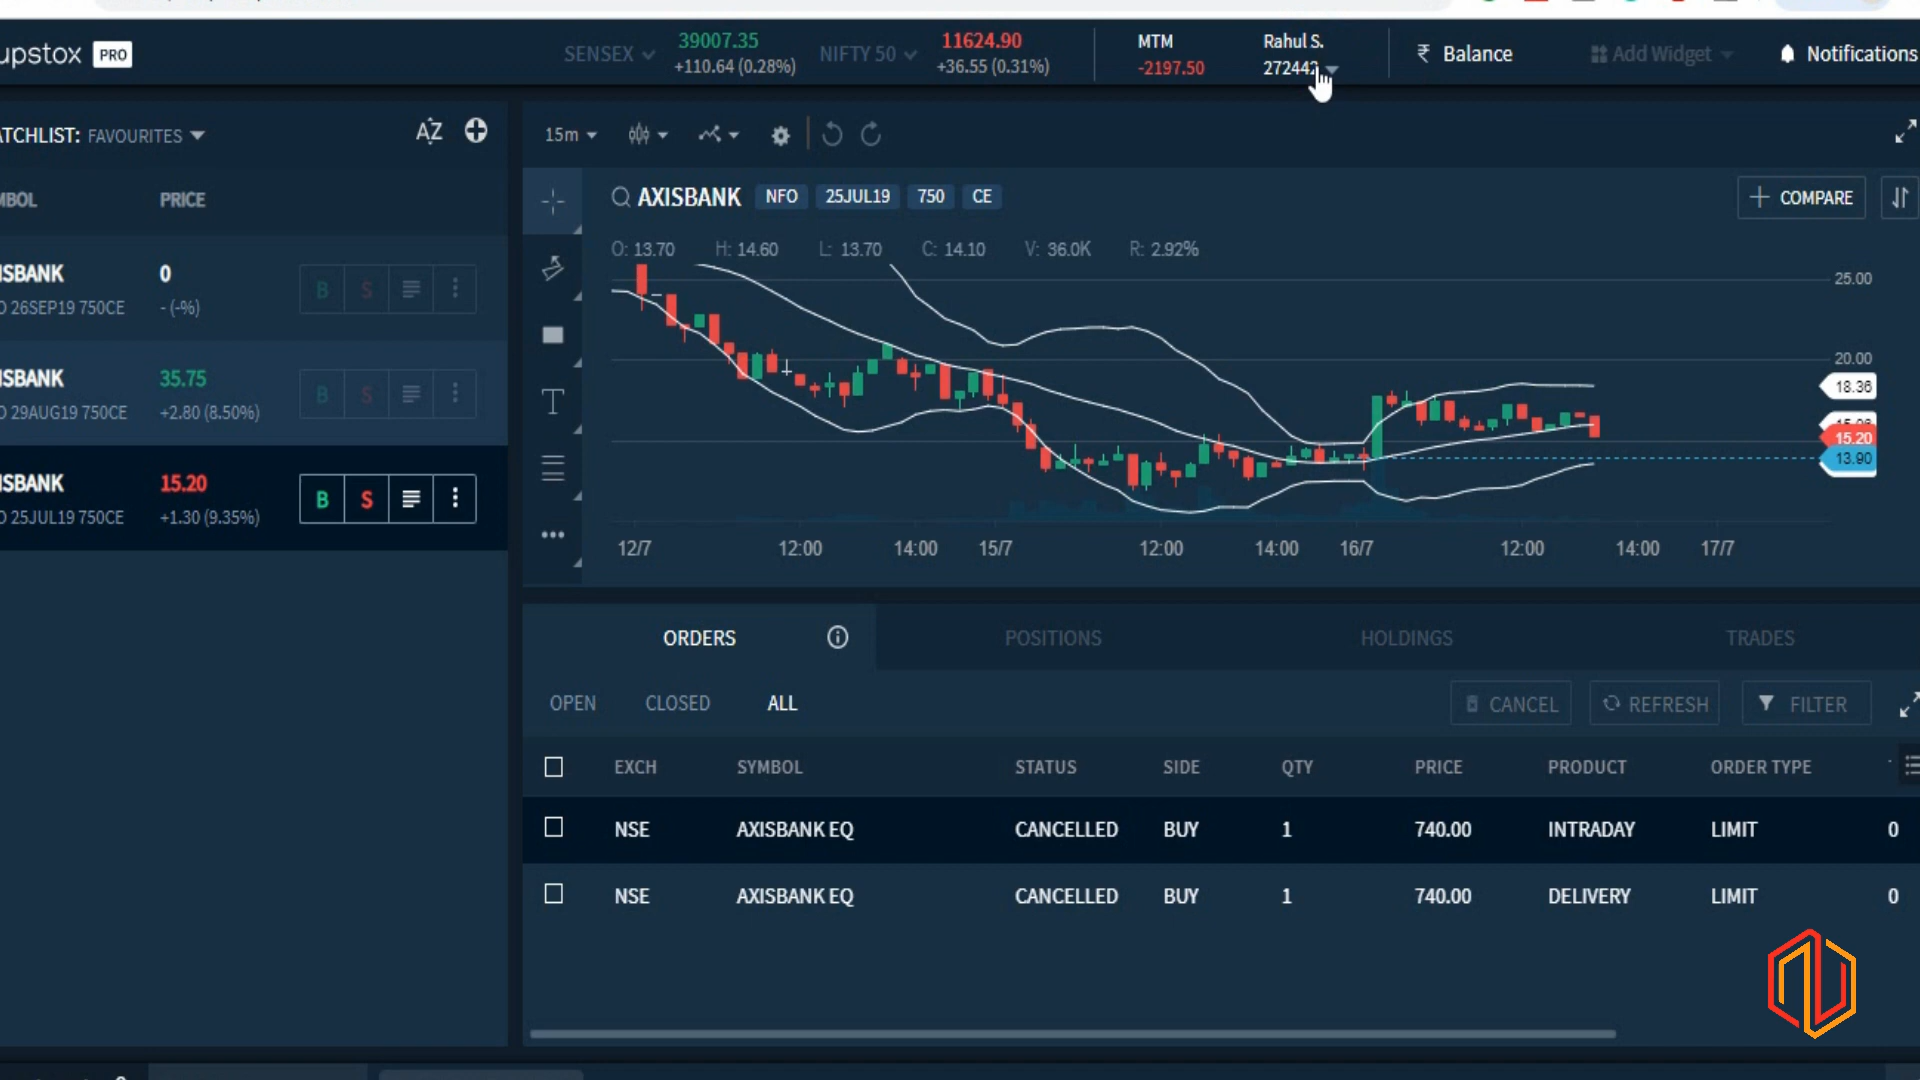 upstox PRO
SENSEX 39007.35 +110.64 (0.28%)
NIFTY 50 11624.90 +36.55 (0.31%)
MTM -2197.50
Rahul S.
272442
₹ Balance
Add Widget
Notifications
TCHLIST: FAVOURITES
AZ
MBOL PRICE
ISBANK 0
O 26SEP19 750CE - (-%)
B S
ISBANK 35.75
O 29AUG19 750CE +2.80 (8.50%)
B S
ISBANK 15.20
O 25JUL19 750CE +1.30 (9.35%)
B S
15m
AXISBANK NFO 25JUL19 750 CE
COMPARE
O: 13.70 H: 14.60 L: 13.70 C: 14.10 V: 36.0K R: 2.92%
T
25.00
20.00
18.36
15.20
13.90
12/7 12:00 14:00 15/7 12:00 14:00 16/7 12:00 14:00 17/7
ORDERS POSITIONS HOLDINGS TRADES
OPEN CLOSED ALL CANCEL REFRESH FILTER
EXCH SYMBOL STATUS SIDE QTY PRICE PRODUCT ORDER TYPE
NSE AXISBANK EQ CANCELLED BUY 1 740.00 INTRADAY LIMIT 0
NSE AXISBANK EQ CANCELLED BUY 1 740.00 DELIVERY LIMIT 0